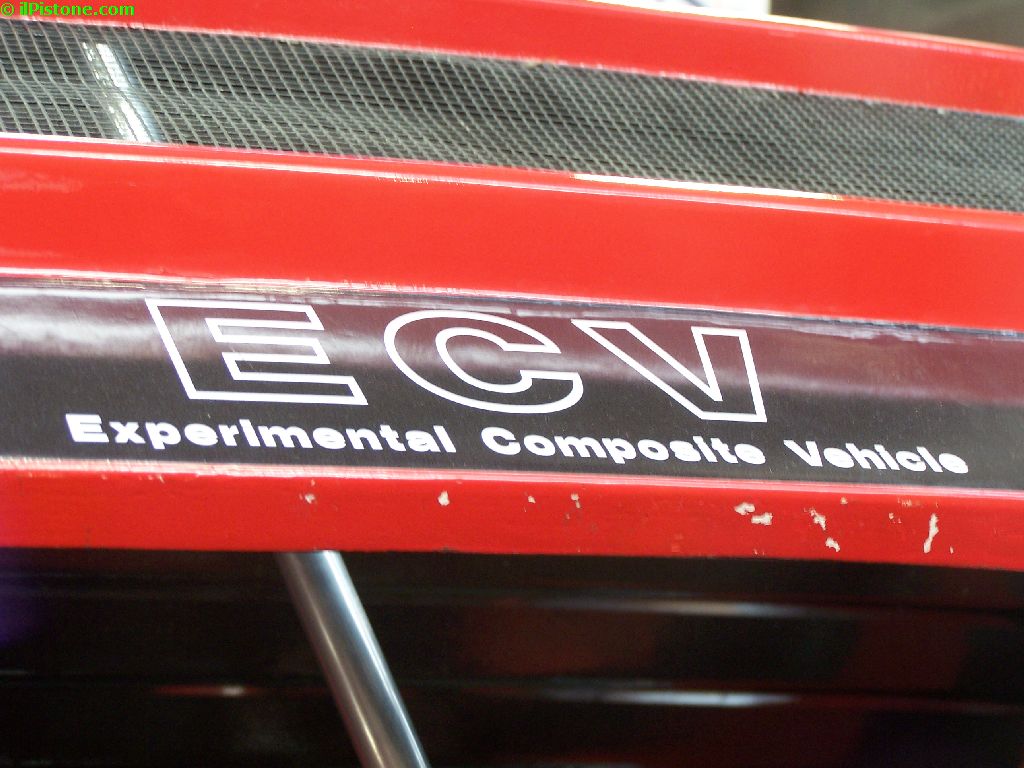 © ilPistone.com
ECV
Experimental Composite Vehicle